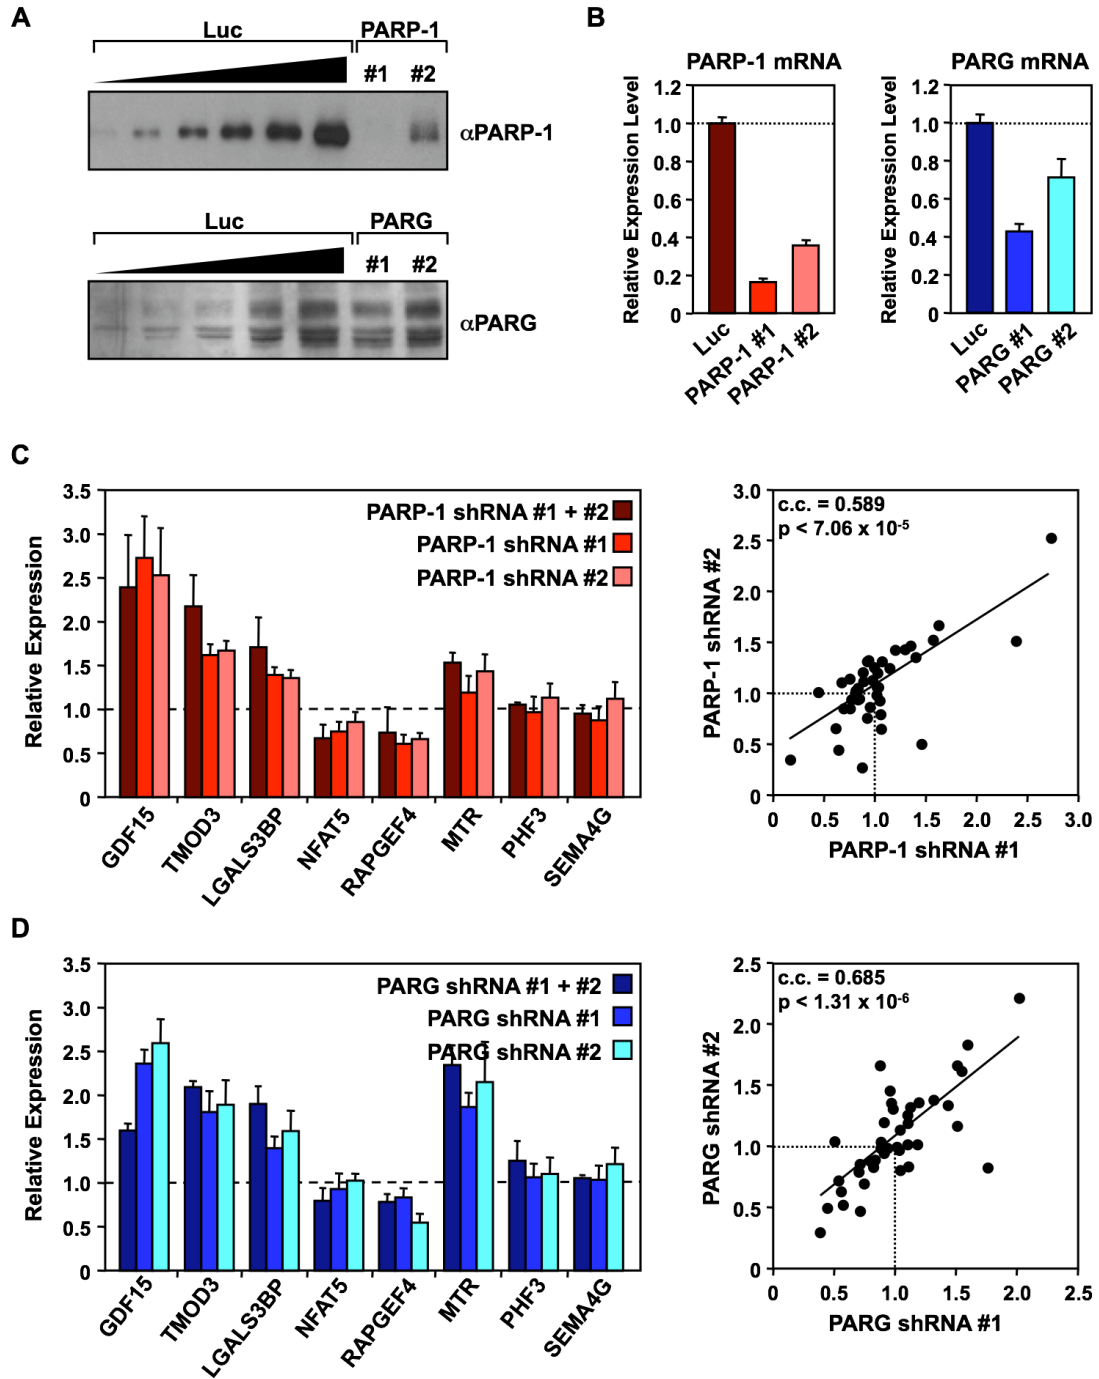 A
Luc
PARP-1
#1 #2
αPARP-1
Luc
PARG
#1 #2
αPARG
B
PARP-1 mRNA
Relative Expression Level
1.2
1.0
0.8
0.6
0.4
0.2
0
Luc
PARP-1 #1
PARP-1 #2
PARG mRNA
Relative Expression Level
1.2
1.0
0.8
0.6
0.4
0.2
0
Luc
PARG #1
PARG #2
C
Relative Expression
3.5
3.0
2.5
2.0
1.5
1.0
0.5
0
PARP-1 shRNA #1 + #2
PARP-1 shRNA #1
PARP-1 shRNA #2
GDF15
TMOD3
LGALS3BP
NFAT5
RAPGEF4
MTR
PHF3
SEMA4G
PARP-1 shRNA #2
3.0
2.5
2.0
1.5
1.0
0.5
0
c.c. = 0.589
p < 7.06 x 10-5
0 0.5 1.0 1.5 2.0 2.5 3.0
PARP-1 shRNA #1
D
Relative Expression
3.5
3.0
2.5
2.0
1.5
1.0
0.5
0
PARG shRNA #1 + #2
PARG shRNA #1
PARG shRNA #2
GDF15
TMOD3
LGALS3BP
NFAT5
RAPGEF4
MTR
PHF3
SEMA4G
PARG shRNA #2
2.5
2.0
1.5
1.0
0.5
0
c.c. = 0.685
p < 1.31 x 10-6
0 0.5 1.0 1.5 2.0 2.5
PARG shRNA #1